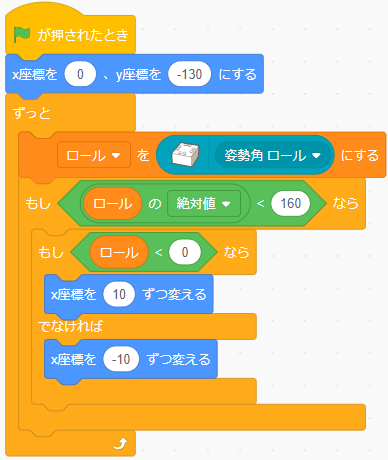 が押されたとき
x座標を 0 、y座標を -130 にする
ずっと
ロール を 姿勢角 ロール にする
もし ロール の 絶対値 < 160 なら
もし ロール < 0 なら
x座標を 10 ずつ変える
でなければ
x座標を -10 ずつ変える